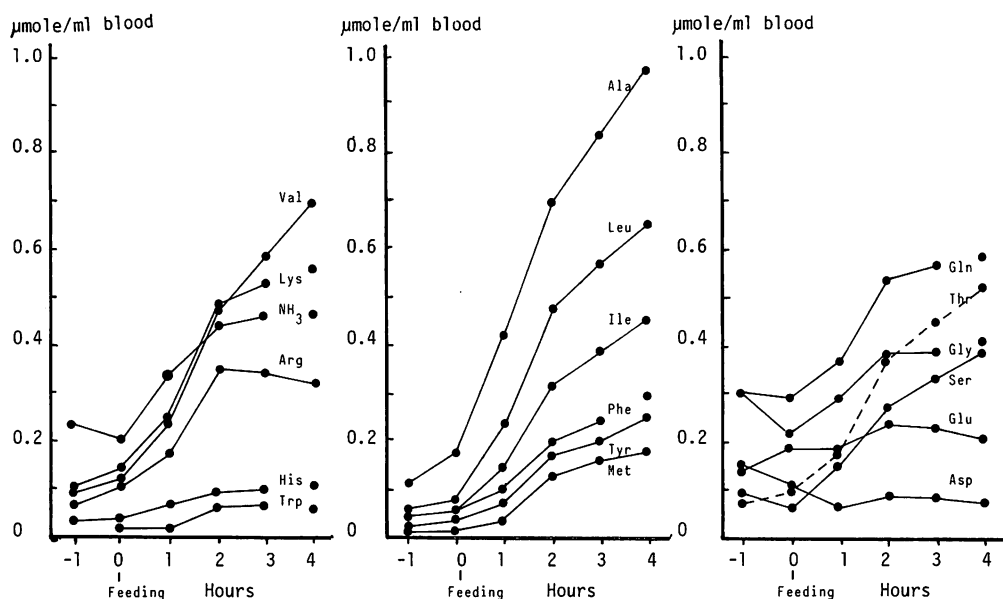 µmole/ml blood
1.0
0.8
0.6
0.4
0.2
0
Val
Lys
NH3
Arg
His
Trp
-1 0 1 2 3 4
Feeding Hours
µmole/ml blood
1.0
0.8
0.6
0.4
0.2
0
Ala
Leu
Ile
Phe
Tyr
Met
-1 0 1 2 3 4
Feeding Hours
µmole/ml blood
1.0
0.8
0.6
0.4
0.2
0
Gln
Thr
Gly
Ser
Glu
Asp
-1 0 1 2 3 4
Feeding Hours